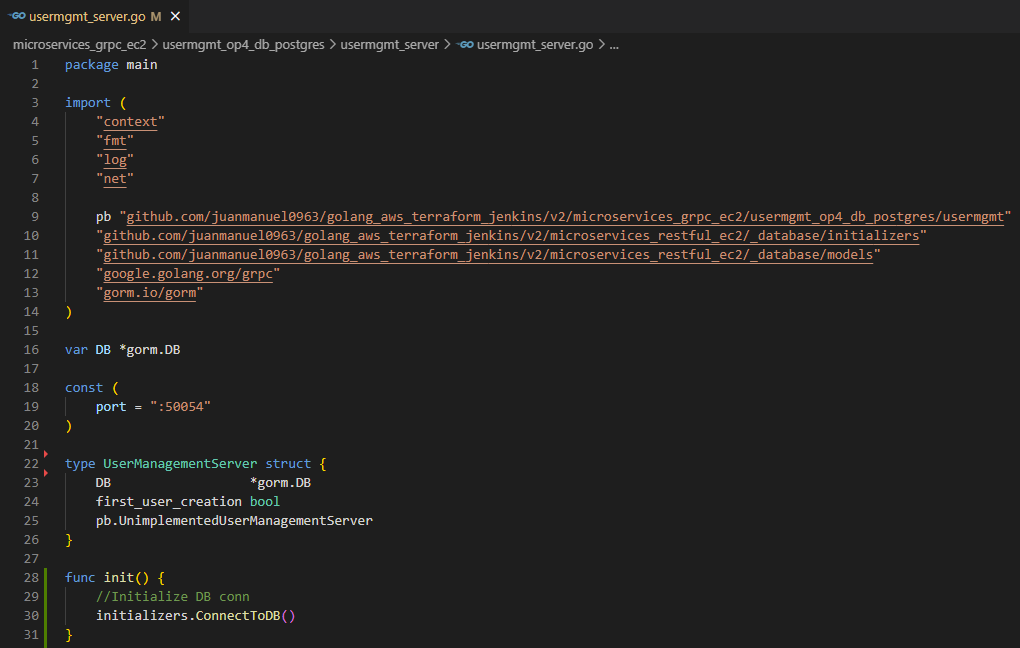 GO usermgmt_server.go M ×
microservices_grpc_ec2 > usermgmt_op4_db_postgres > usermgmt_server > GO usermgmt_server.go > ...
1 package main
2
3 import (
4 "context"
5 "fmt"
6 "log"
7 "net"
8
9 pb "github.com/juanmanuel0963/golang_aws_terraform_jenkins/v2/microservices_grpc_ec2/usermgmt_op4_db_postgres/usermgmt"
10 "github.com/juanmanuel0963/golang_aws_terraform_jenkins/v2/microservices_restful_ec2/_database/initializers"
11 "github.com/juanmanuel0963/golang_aws_terraform_jenkins/v2/microservices_restful_ec2/_database/models"
12 "google.golang.org/grpc"
13 "gorm.io/gorm"
14 )
15
16 var DB *gorm.DB
17
18 const (
19 port = ":50054"
20 )
21
22 type UserManagementServer struct {
23 DB *gorm.DB
24 first_user_creation bool
25 pb.UnimplementedUserManagementServer
26 }
27
28 func init() {
29 //Initialize DB conn
30 initializers.ConnectToDB()
31 }